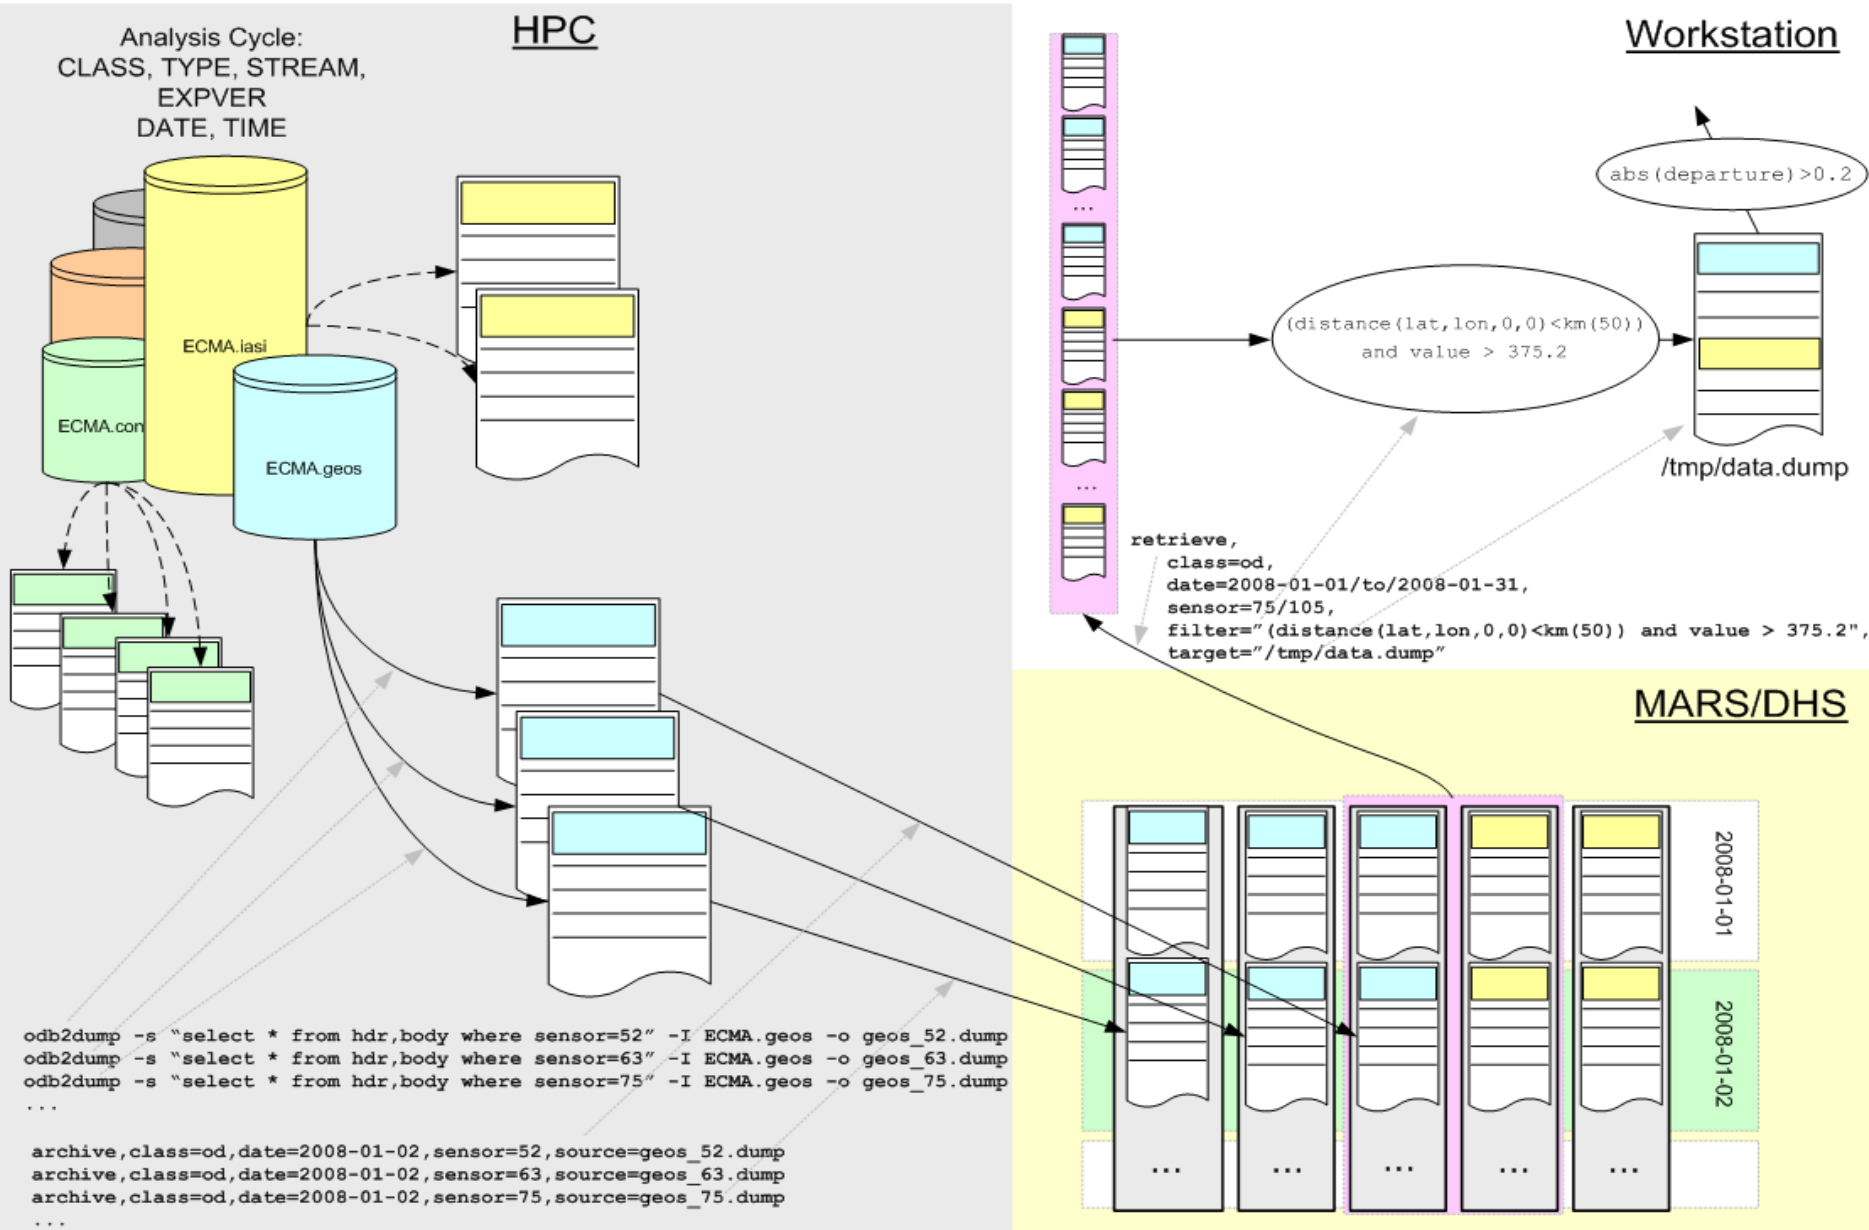 HPC
Analysis Cycle:
CLASS, TYPE, STREAM,
EXPVER
DATE, TIME
ECMA.iasi
ECMA.con
ECMA.geos
odb2dump -s “select * from hdr,body where sensor=52” -I ECMA.geos -o geos_52.dump
odb2dump -s “select * from hdr,body where sensor=63” -I ECMA.geos -o geos_63.dump
odb2dump -s “select * from hdr,body where sensor=75” -I ECMA.geos -o geos_75.dump
...
archive,class=od,date=2008-01-02,sensor=52,source=geos_52.dump
archive,class=od,date=2008-01-02,sensor=63,source=geos_63.dump
archive,class=od,date=2008-01-02,sensor=75,source=geos_75.dump
...
Workstation
...
...
abs(departure)>0.2
(distance(lat,lon,0,0)<km(50))
and value > 375.2
/tmp/data.dump
retrieve,
class=od,
date=2008-01-01/to/2008-01-31,
sensor=75/105,
filter=”(distance(lat,lon,0,0)<km(50)) and value > 375.2",
target=”/tmp/data.dump”
MARS/DHS
2008-01-01
2008-01-02
... ... ... ... ...